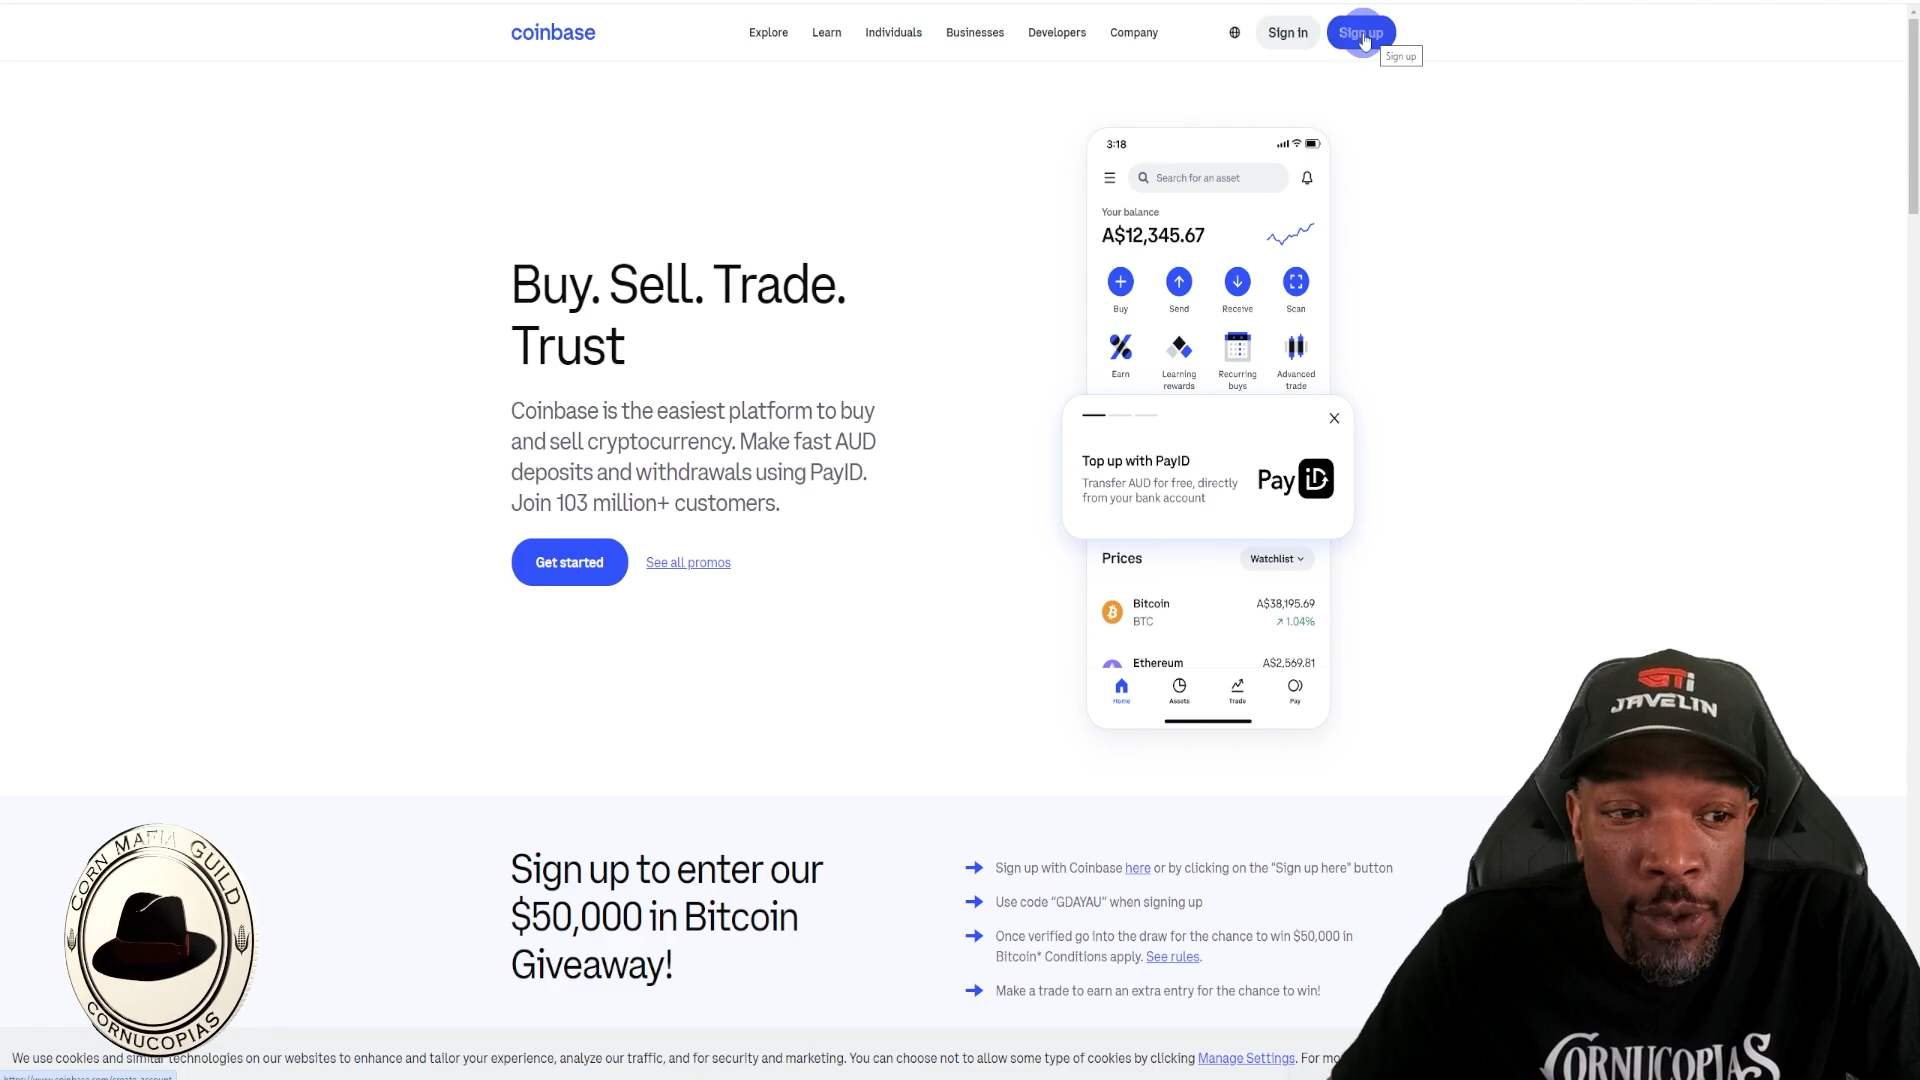 coinbase
Explore Learn Individuals Businesses Developers Company
Sign in
Sign up
Sign up
3:18
Search for an asset
Your balance
A$12,345.67
Buy Send Receive Scan
Earn Learning rewards Recurring buys Advanced trade
Buy. Sell. Trade.
Trust
Coinbase is the easiest platform to buy
and sell cryptocurrency. Make fast AUD
deposits and withdrawals using PayID.
Join 103 million+ customers.
Get started See all promos
Top up with PayID
Transfer AUD for free, directly
from your bank account
Pay iD
Prices Watchlist
Bitcoin A$38,195.69
BTC 1.04%
Ethereum A$2,569.81
Home Assets Trade Pay
Sign up to enter our
$50,000 in Bitcoin
Giveaway!
Sign up with Coinbase here or by clicking on the "Sign up here" button
Use code "GDAYAU" when signing up
Once verified go into the draw for the chance to win $50,000 in
Bitcoin* Conditions apply. See rules.
Make a trade to earn an extra entry for the chance to win!
We use cookies and similar technologies on our websites to enhance and tailor your experience, analyze our traffic, and for security and marketing. You can choose not to allow some type of cookies by clicking Manage Settings. For mo
https://www.coinbase.com/create-account
CORN MAFIA GUILD
CORNUCOPIAS
GTi
JAVELIN
CORNUCOPIAS